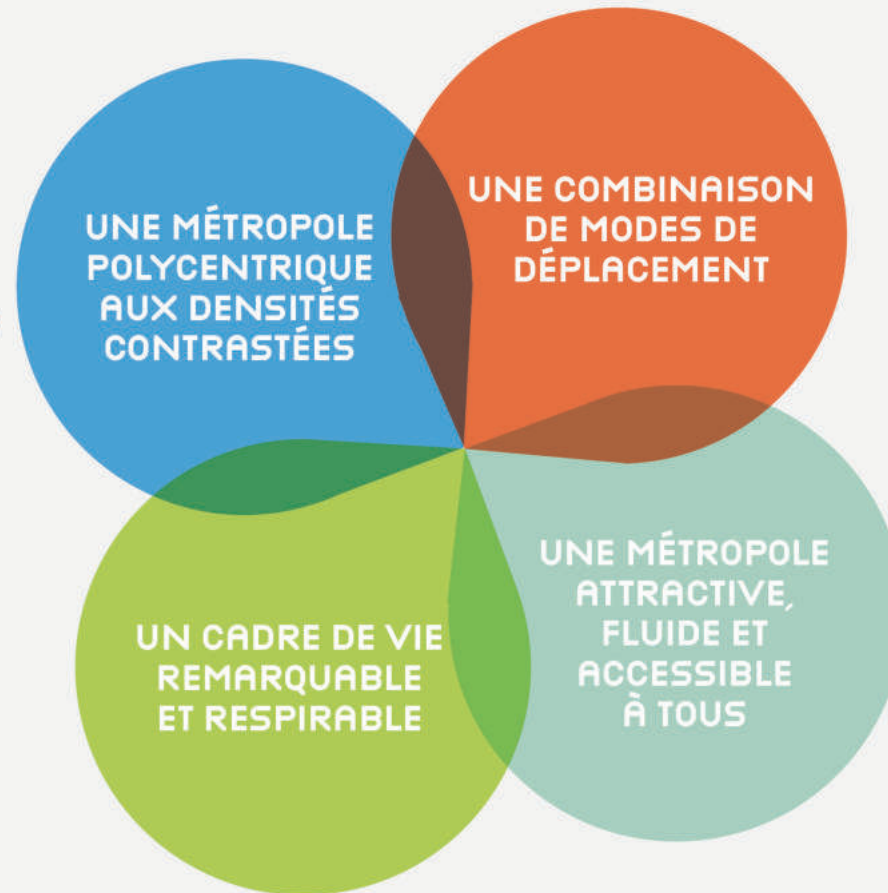 UNE MÉTROPOLE
POLYCENTRIQUE
AUX DENSITÉS
CONTRASTÉES
UNE COMBINAISON
DE MODES DE
DÉPLACEMENT
UN CADRE DE VIE
REMARQUABLE
ET RESPIRABLE
UNE MÉTROPOLE
ATTRACTIVE,
FLUIDE ET
ACCESSIBLE
À TOUS